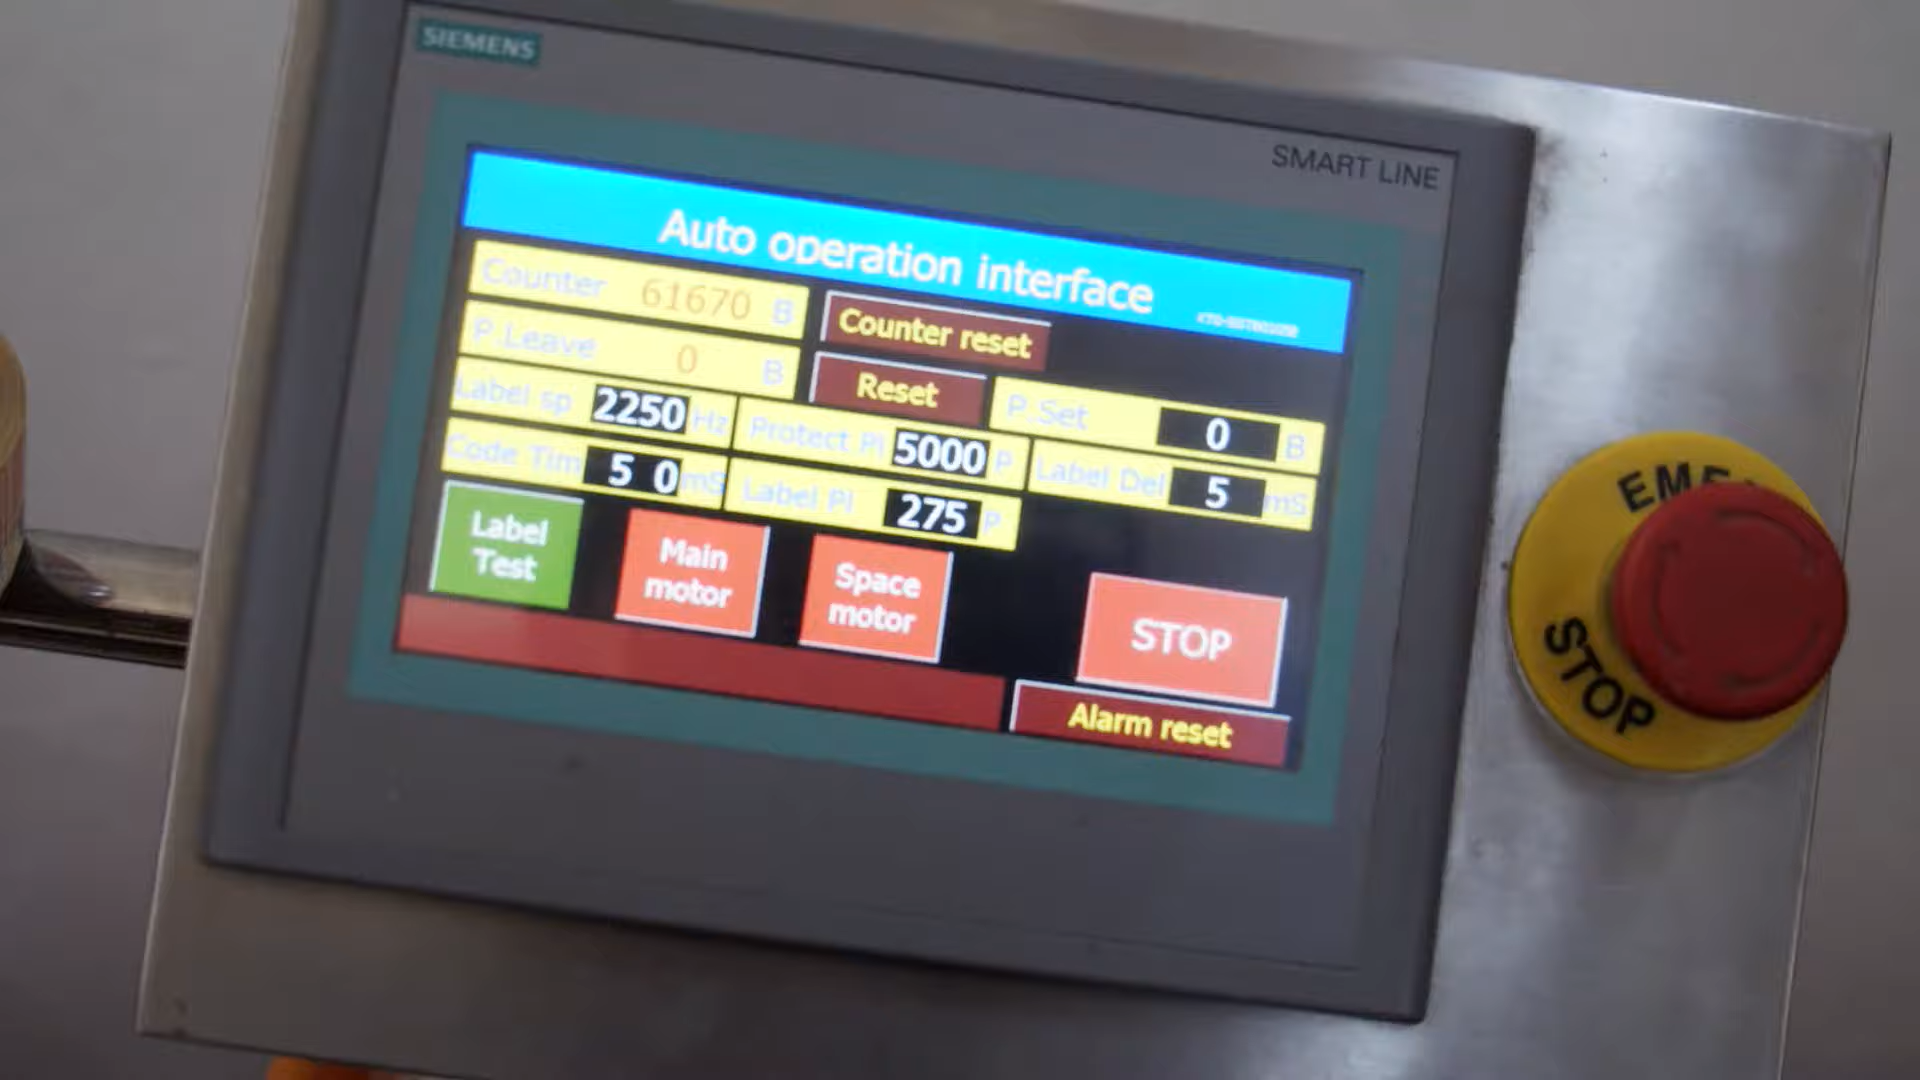 SIEMENS
SMART LINE
Auto operation interface
Counter 61670 B
Counter reset
P.Leave 0 B
Reset
P.Set 0 B
Label sp 2250 Hz
Protect Pl 5000 P
Label Del 5 mS
Code Tim 5 0 mS
Label Pl 275 P
Label Test
Main motor
Space motor
STOP
Alarm reset
EME
STOP